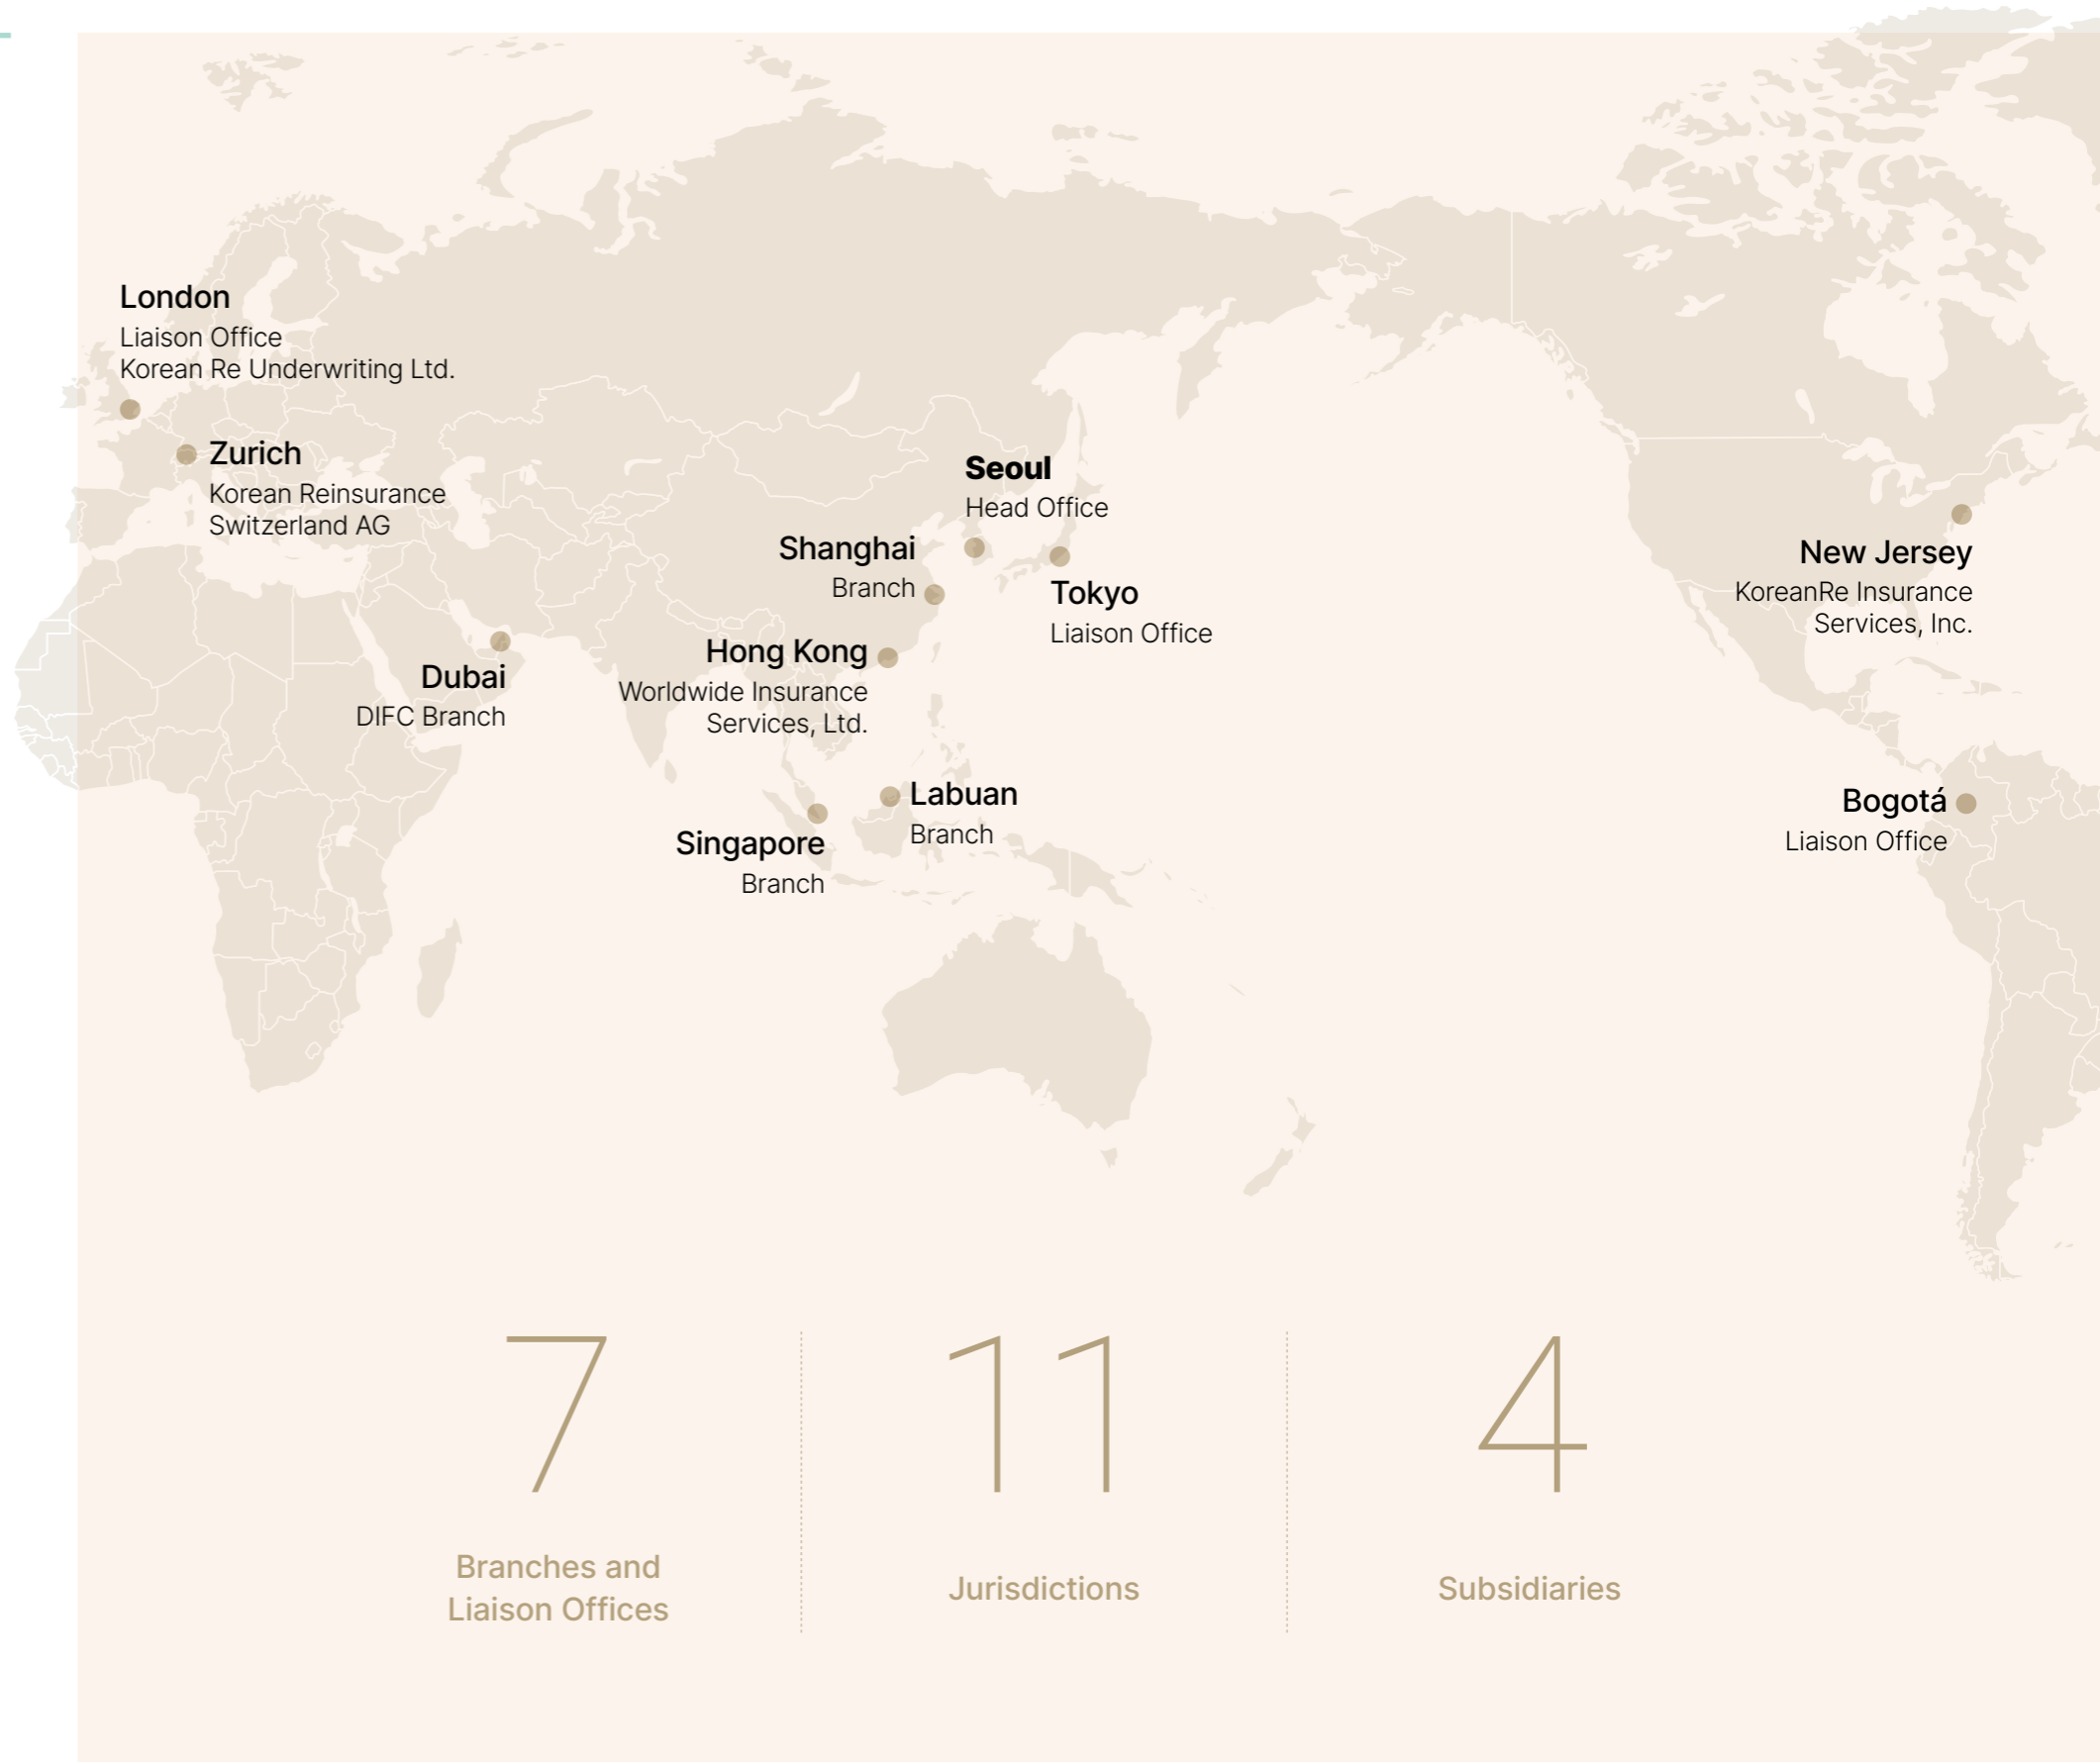 London
Liaison Office
Korean Re Underwriting Ltd.
Zurich
Korean Reinsurance
Switzerland AG
Dubai
DIFC Branch
Seoul
Head Office
Shanghai
Branch
Tokyo
Liaison Office
Hong Kong
Worldwide Insurance
Services, Ltd.
Labuan
Branch
Singapore
Branch
New Jersey
KoreanRe Insurance
Services, Inc.
Bogotá
Liaison Office
7
Branches and
Liaison Offices
11
Jurisdictions
4
Subsidiaries